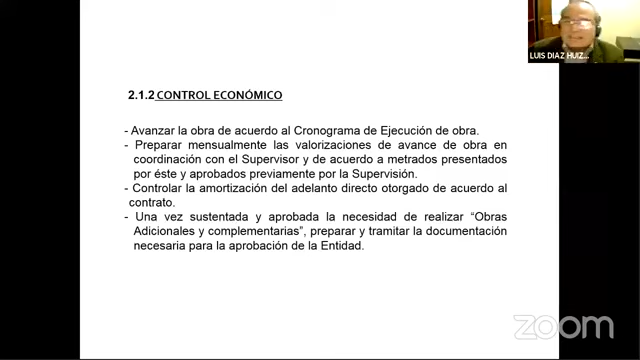 LUIS DIAZ HUIZ...
2.1.2 CONTROL ECONÓMICO
- Avanzar la obra de acuerdo al Cronograma de Ejecución de obra.
- Preparar mensualmente las valorizaciones de avance de obra en
coordinación con el Supervisor y de acuerdo a metrados presentados
por éste y aprobados previamente por la Supervisión.
- Controlar la amortización del adelanto directo otorgado de acuerdo al
contrato.
- Una vez sustentada y aprobada la necesidad de realizar “Obras
Adicionales y complementarias”, preparar y tramitar la documentación
necesaria para la aprobación de la Entidad.
zoom